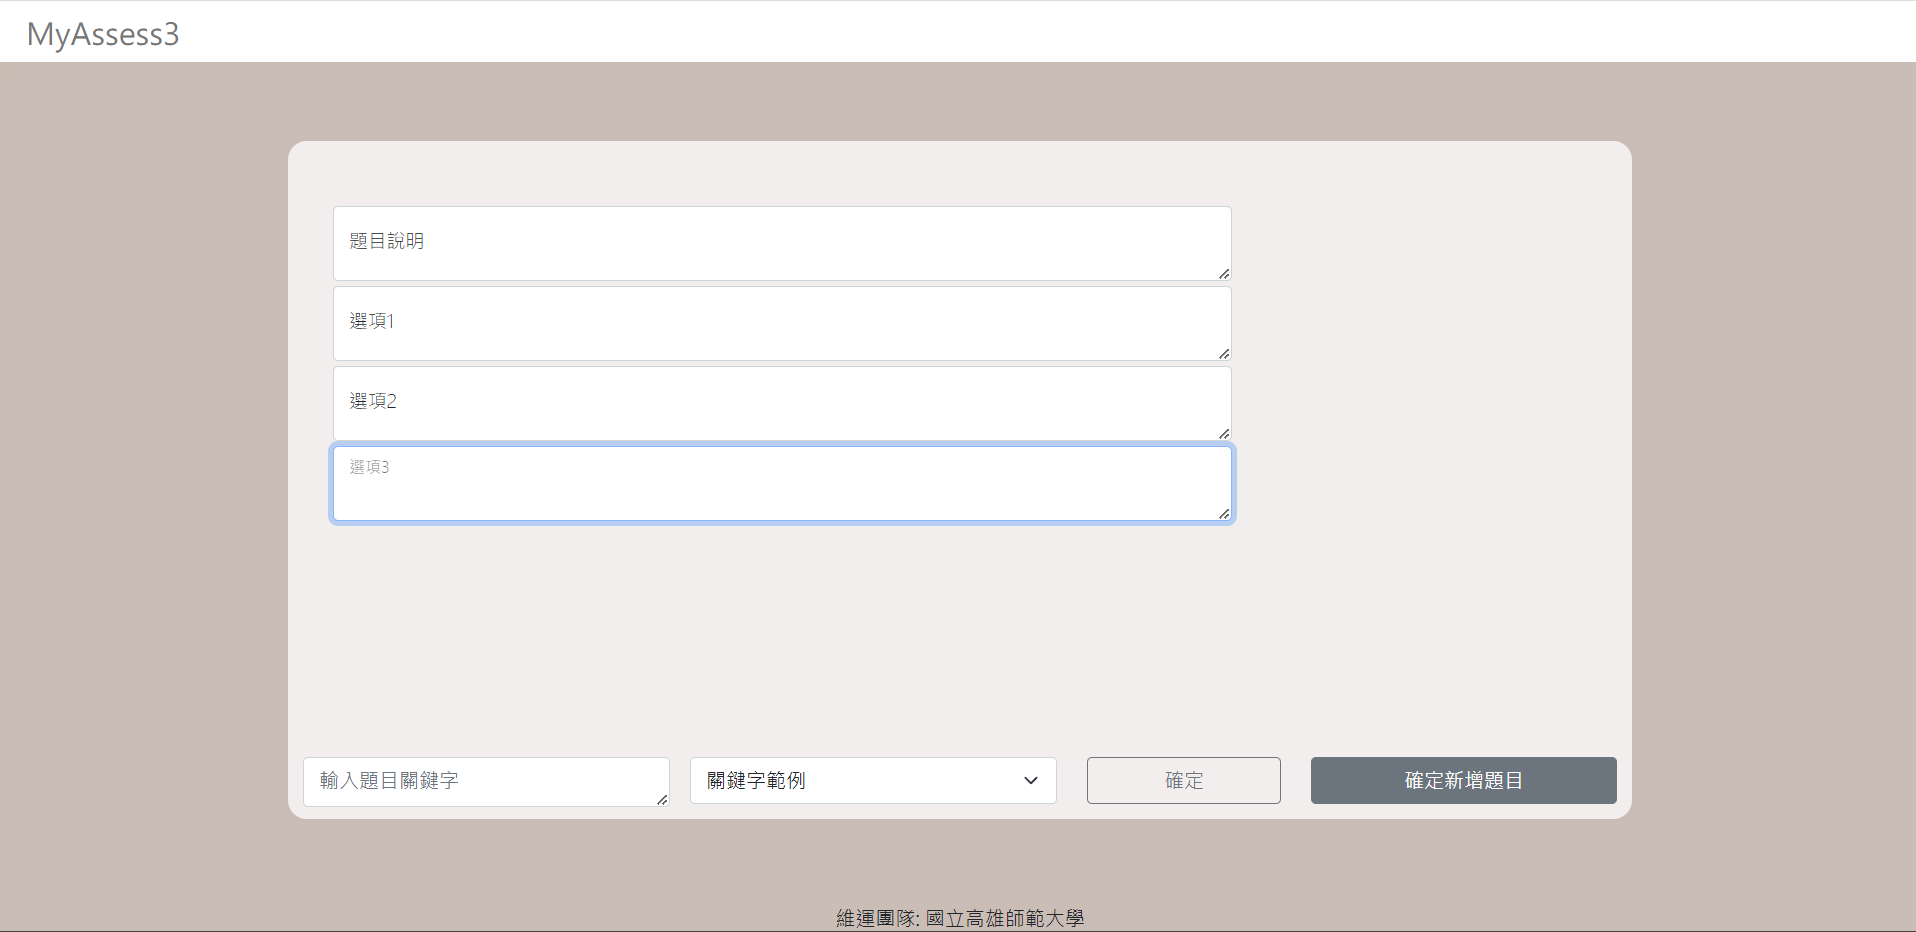 MyAssess3
題目說明
選項1
選項2
選項3
輸入題目關鍵字
關鍵字範例
確定
確定新增題目
維運團隊: 國立高雄師範大學